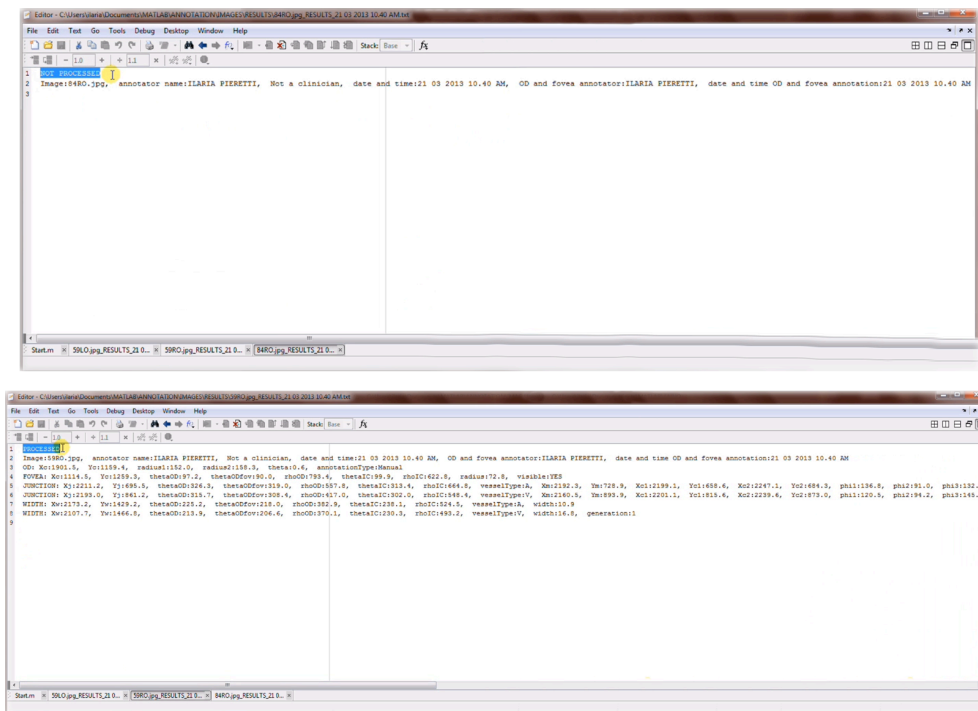 Editor - C:\Users\ilaria\Documents\MATLAB\ANNOTATION\IMAGES\RESULTS\84RO.jpg_RESULTS_21 03 2013 10.40 AM.txt
File Edit Text Go Tools Debug Desktop Window Help
Stack: Base fx
- 1.0 + ÷ 1.1 ×
1 NOT PROCESSED
2 Image:84RO.jpg, annotator name:ILARIA PIERETTI, Not a clinician, date and time:21 03 2013 10.40 AM, OD and fovea annotator:ILARIA PIERETTI, date and time OD and fovea annotation:21 03 2013 10.40 AM
3
Start.m × 59LO.jpg_RESULTS_21 0... × 59RO.jpg_RESULTS_21 0... × 84RO.jpg_RESULTS_21 0... ×
Editor - C:\Users\ilaria\Documents\MATLAB\ANNOTATION\IMAGES\RESULTS\59RO.jpg_RESULTS_21 03 2013 10.40 AM.txt
File Edit Text Go Tools Debug Desktop Window Help
Stack: Base fx
- 1.0 + ÷ 1.1 ×
1 PROCESSED
2 Image:59RO.jpg, annotator name:ILARIA PIERETTI, Not a clinician, date and time:21 03 2013 10.40 AM, OD and fovea annotator:ILARIA PIERETTI, date and time OD and fovea annotation:21 03 2013 10.40 AM
3 OD: Xc:1901.5, Yc:1159.4, radius1:152.0, radius2:158.3, theta:0.6, annotationType:Manual
4 FOVEA: Xc:1114.5, Yc:1259.3, thetaOD:97.2, thetaODfov:90.0, rhoOD:793.4, thetaIC:99.9, rhoIC:622.8, radius:72.8, visible:YES
5 JUNCTION: Xj:2211.2, Yj:695.5, thetaOD:326.3, thetaODfov:319.0, rhoOD:557.8, thetaIC:313.4, rhoIC:664.8, vesselType:A, Xm:2192.3, Ym:728.9, Xc1:2199.1, Yc1:658.6, Xc2:2247.1, Yc2:684.3, phi1:136.8, phi2:91.0, phi3:132.
6 JUNCTION: Xj:2193.0, Yj:861.2, thetaOD:315.7, thetaODfov:308.4, rhoOD:417.0, thetaIC:302.0, rhoIC:548.4, vesselType:V, Xm:2160.5, Ym:893.9, Xc1:2201.1, Yc1:815.6, Xc2:2239.6, Yc2:873.0, phi1:120.5, phi2:94.2, phi3:145.
7 WIDTH: Xw:2173.2, Yw:1429.2, thetaOD:225.2, thetaODfov:218.0, rhoOD:382.9, thetaIC:238.1, rhoIC:524.5, vesselType:A, width:10.9
8 WIDTH: Xw:2107.7, Yw:1466.8, thetaOD:213.9, thetaODfov:206.6, rhoOD:370.1, thetaIC:230.3, rhoIC:493.2, vesselType:V, width:16.8, generation:1
9
Start.m × 59LO.jpg_RESULTS_21 0... × 59RO.jpg_RESULTS_21 0... × 84RO.jpg_RESULTS_21 0... ×